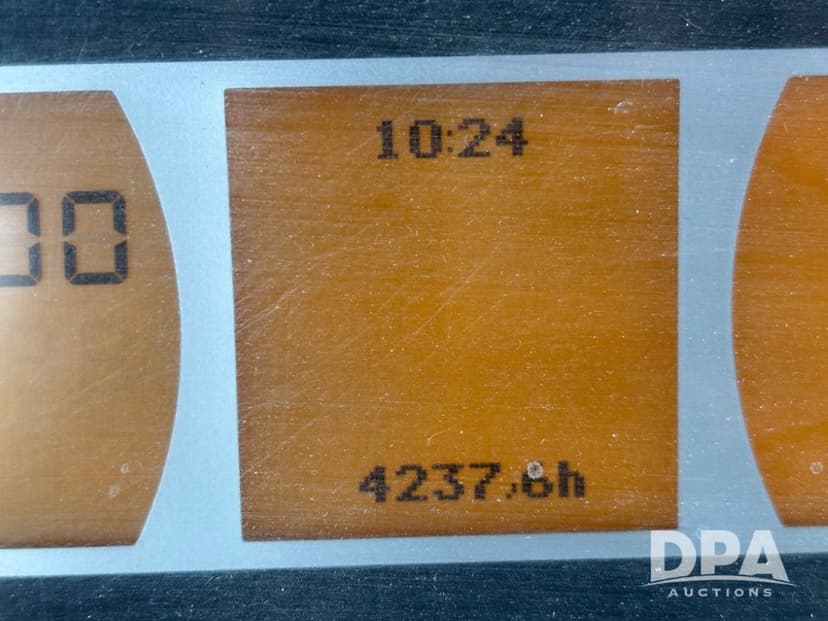 10:24
00
4237,6h
DPA
AUCTIONS